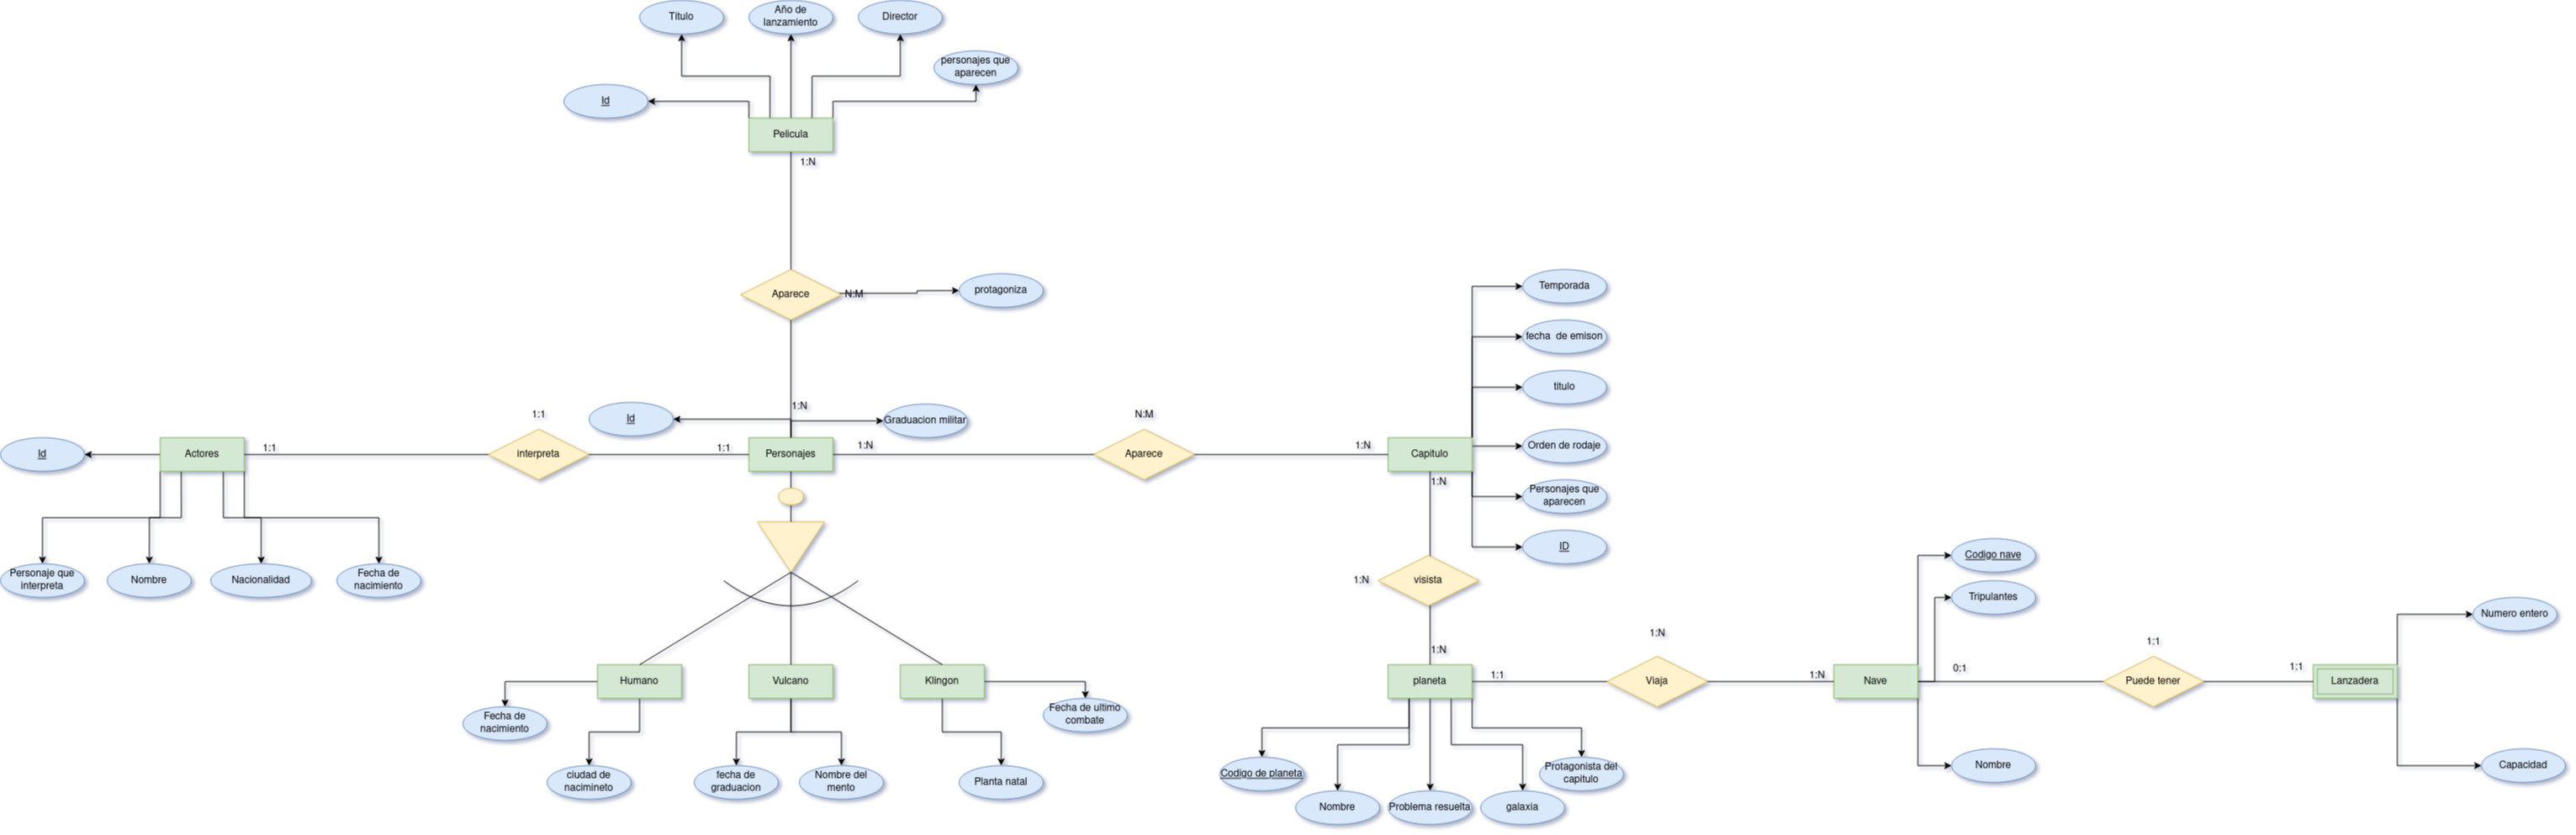 Titulo
Año de
lanzamiento
Director
personajes que
aparecen
Id
Pelicula
1:N
Aparece
N:M
protagoniza
1:N
Id
Graduacion militar
Id
Actores
1:1
1:1
interpreta
1:1
Personajes
1:N
N:M
Aparece
1:N
Capitulo
Temporada
fecha  de emison
titulo
Orden de rodaje
Personajes que
aparecen
ID
1:N
1:N
visista
1:N
Personaje que
interpreta
Nombre
Nacionalidad
Fecha de
nacimiento
Humano
Vulcano
Klingon
Fecha de
nacimiento
ciudad de
nacimineto
fecha de
graduacion
Nombre del
mento
Planta natal
Fecha de ultimo
combate
planeta
1:1
1:N
Viaja
1:N
Nave
Codigo nave
Tripulantes
Nombre
0:1
1:1
Puede tener
1:1
Lanzadera
Numero entero
Capacidad
Codigo de planeta
Nombre
Problema resuelta
galaxia
Protagonista del
capitulo